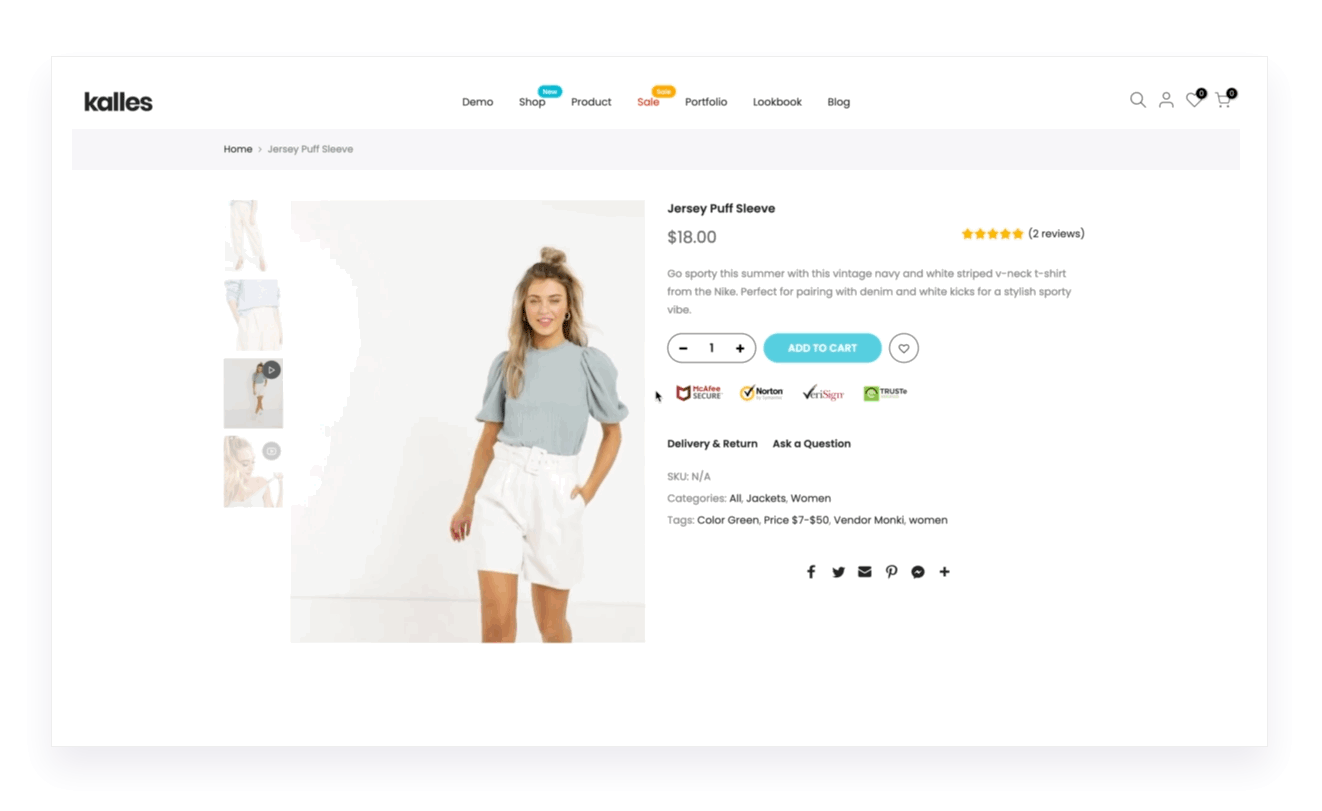 kalles
Demo
Shop
New
Product
Sale
Sale
Portfolio
Lookbook
Blog
0
0
Home > Jersey Puff Sleeve
Jersey Puff Sleeve
$18.00
(2 reviews)
Go sporty this summer with this vintage navy and white striped v-neck t-shirt
from the Nike. Perfect for pairing with denim and white kicks for a stylish sporty
vibe.
- 1 +
ADD TO CART
McAfee
SECURE
Norton
VeriSign
TRUSTe
Delivery & Return
Ask a Question
SKU: N/A
Categories: All, Jackets, Women
Tags: Color Green, Price $7-$50, Vendor Monki, women